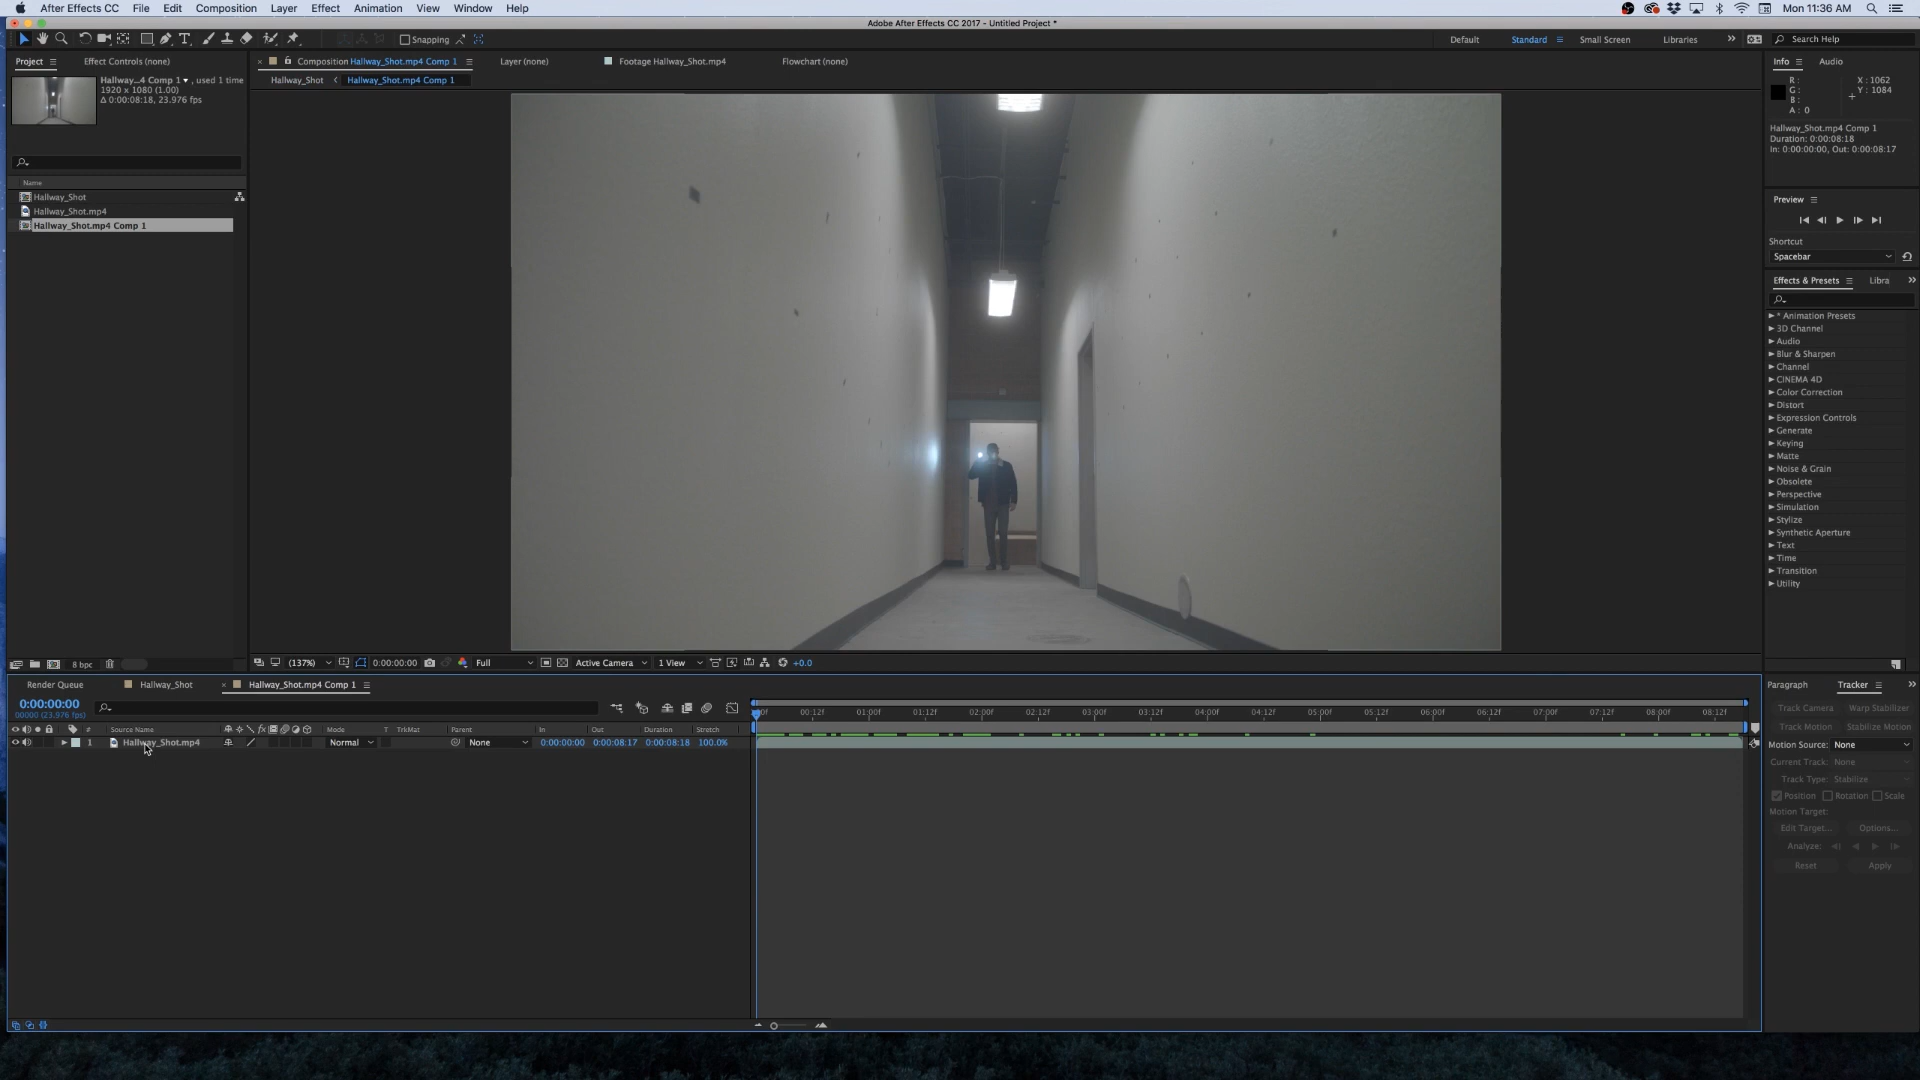 After Effects CC File Edit Composition Layer Effect Animation View Window Help Mon 11:36 AM
Adobe After Effects CC 2017 - Untitled Project *
Snapping Default Standard Small Screen Libraries Search Help
Project Effect Controls (none) Composition Hallway_Shot.mp4 Comp 1 Layer (none) Footage Hallway_Shot.mp4 Flowchart (none) Info Audio
Hallway_Shot Hallway_Shot.mp4 Comp 1
Hallway...4 Comp 1 , used 1 time
1920 x 1080 (1.00)
Δ 0:00:08:18, 23.976 fps
R :
G :
B :
A : 0
X : 1062
Y : 1084
Hallway_Shot.mp4 Comp 1
Duration: 0:00:08:18
In: 0:00:00:00, Out: 0:00:08:17
Name
Hallway_Shot
Hallway_Shot.mp4
Hallway_Shot.mp4 Comp 1
Preview
Shortcut
Spacebar
Effects & Presets Libra
* Animation Presets
3D Channel
Audio
Blur & Sharpen
Channel
CINEMA 4D
Color Correction
Distort
Expression Controls
Generate
Keying
Matte
Noise & Grain
Obsolete
Perspective
Simulation
Stylize
Synthetic Aperture
Text
Time
Transition
Utility
8 bpc (137%) 0:00:00:00 Full Active Camera 1 View +0.0
Render Queue Hallway_Shot Hallway_Shot.mp4 Comp 1
0:00:00:00
00000 (23.976 fps)
00:12f 01:00f 01:12f 02:00f 02:12f 03:00f 03:12f 04:00f 04:12f 05:00f 05:12f 06:00f 06:12f 07:00f 07:12f 08:00f 08:12f
# Source Name fx Mode T TrkMat Parent In Out Duration Stretch
1 Hallway_Shot.mp4 Normal None 0:00:00:00 0:00:08:17 0:00:08:18 100.0%
Paragraph Tracker
Track Camera Warp Stabilizer
Track Motion Stabilize Motion
Motion Source: None
Current Track: None
Track Type: Stabilize
Position Rotation Scale
Motion Target:
Edit Target... Options...
Analyze:
Reset Apply